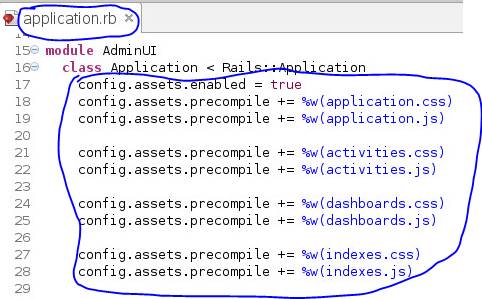 application.rb
15 module AdminUI
16 class Application < Rails::Application
17 config.assets.enabled = true
18 config.assets.precompile += %w(application.css)
19 config.assets.precompile += %w(application.js)
20
21 config.assets.precompile += %w(activities.css)
22 config.assets.precompile += %w(activities.js)
23
24 config.assets.precompile += %w(dashboards.css)
25 config.assets.precompile += %w(dashboards.js)
26
27 config.assets.precompile += %w(indexes.css)
28 config.assets.precompile += %w(indexes.js)
29